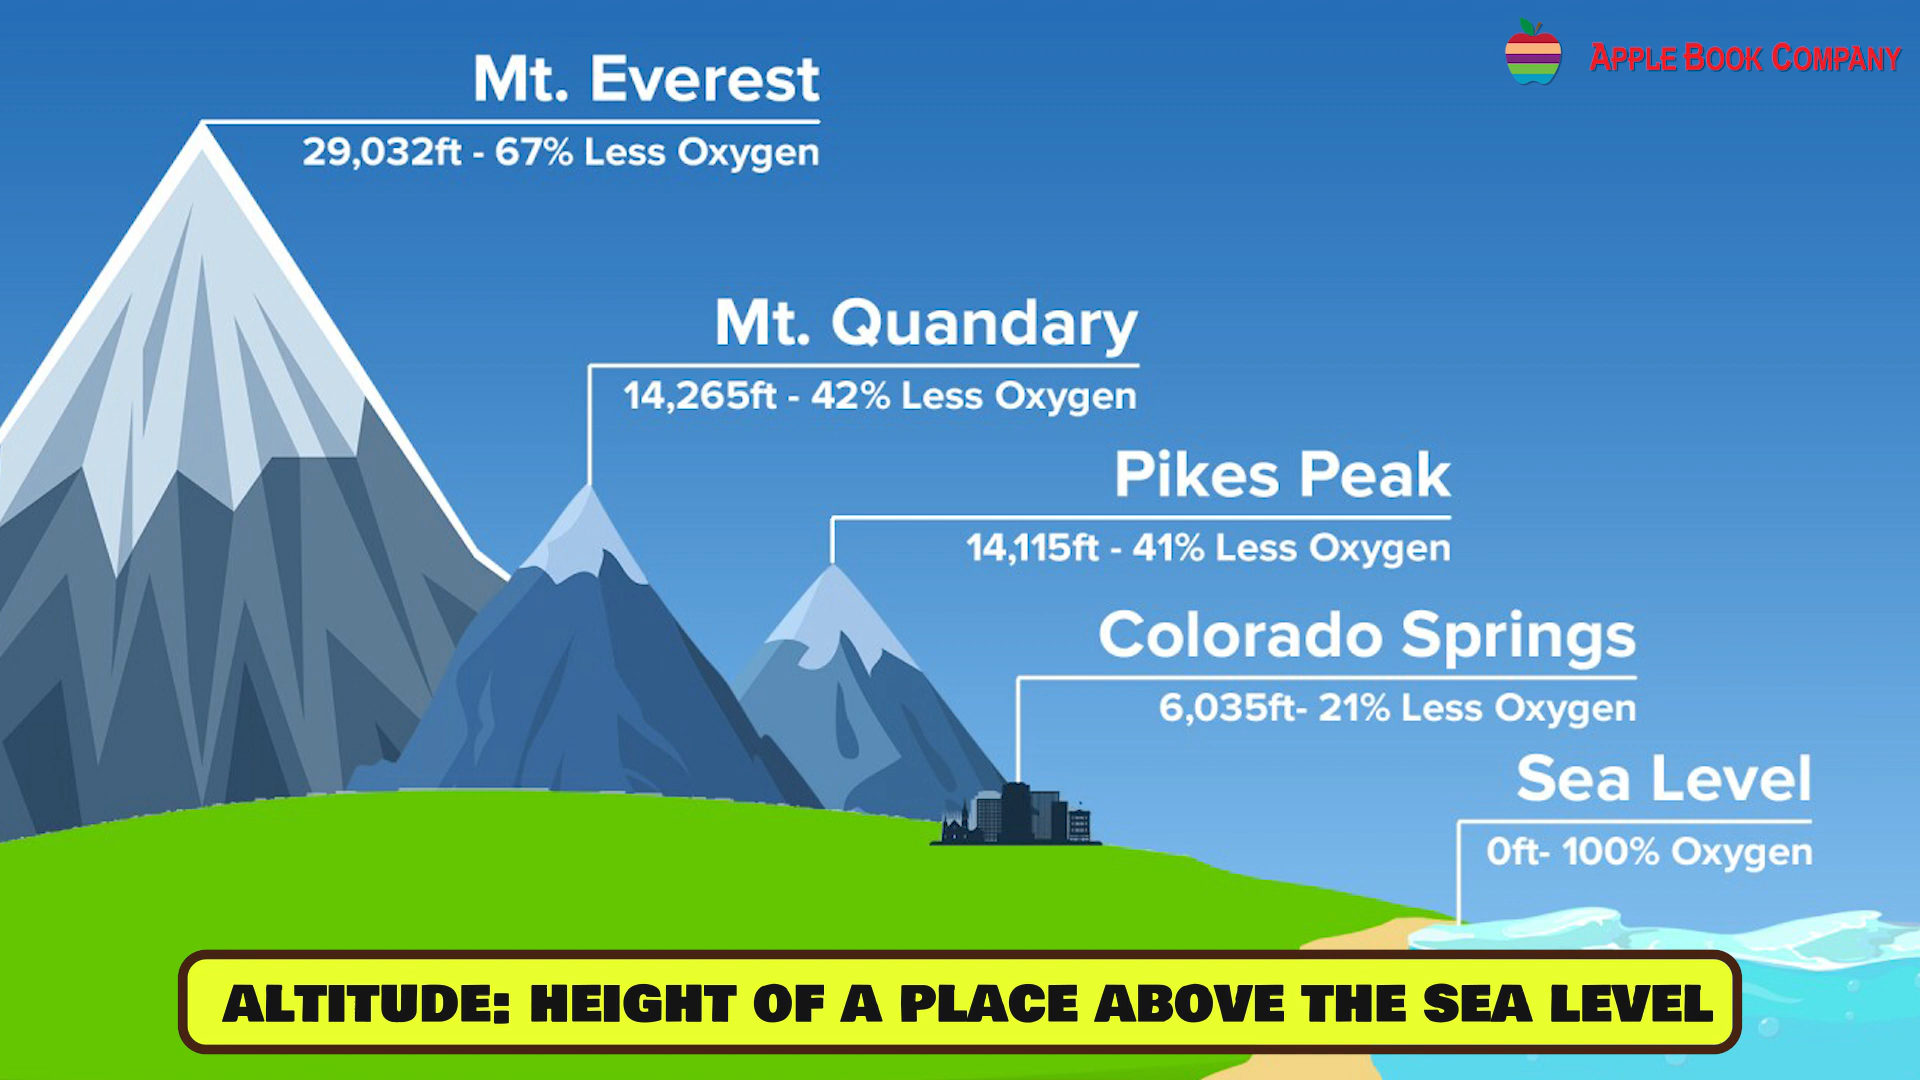 APPLE BOOK COMPANY
Mt. Everest
29,032ft - 67% Less Oxygen
Mt. Quandary
14,265ft - 42% Less Oxygen
Pikes Peak
14,115ft - 41% Less Oxygen
Colorado Springs
6,035ft- 21% Less Oxygen
Sea Level
0ft- 100% Oxygen
ALTITUDE: HEIGHT OF A PLACE ABOVE THE SEA LEVEL